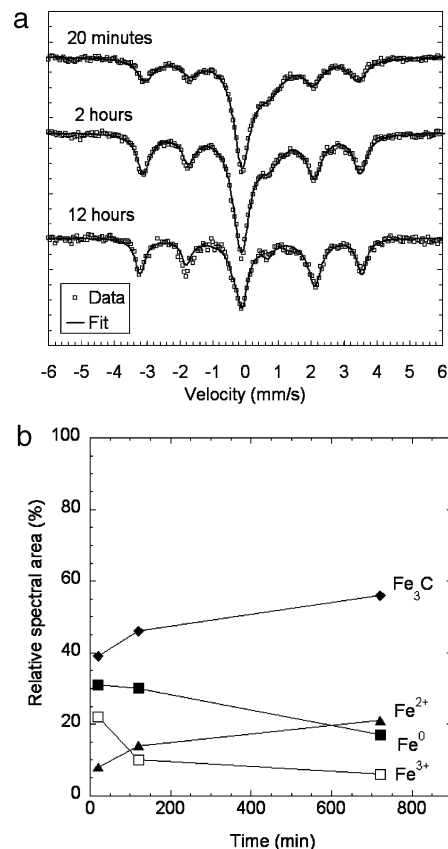 a
20 minutes
2 hours
12 hours
Data
Fit
-6 -5 -4 -3 -2 -1 0 1 2 3 4 5 6
Velocity (mm/s)
b
100
80
60
40
20
0
Relative spectral area (%)
Fe₃C
Fe²⁺
Fe⁰
Fe³⁺
0 200 400 600 800
Time (min)